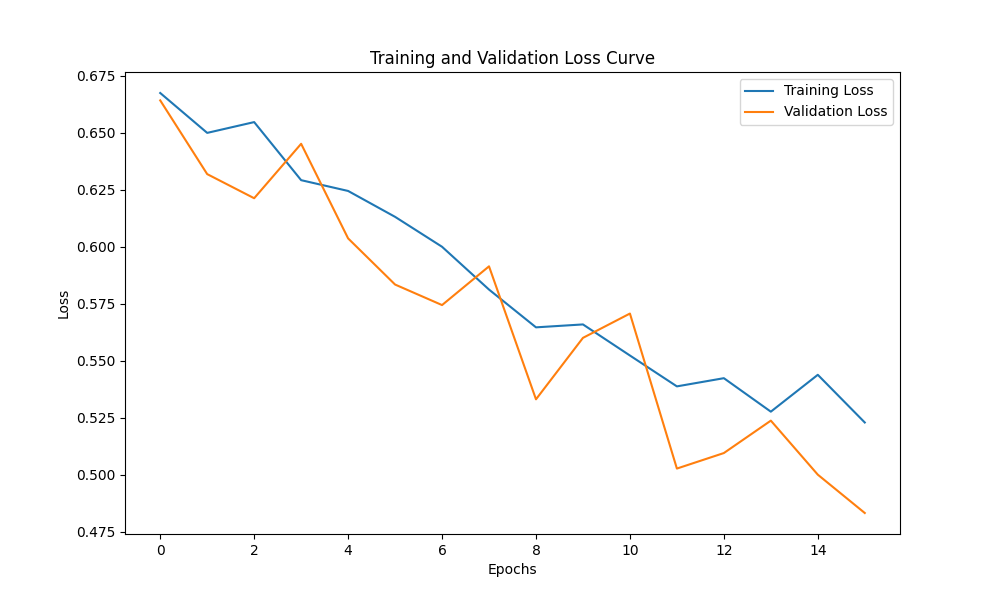 Training and Validation Loss Curve
Training Loss
Validation Loss
0.675
0.650
0.625
0.600
0.575
0.550
0.525
0.500
0.475
Loss
0 2 4 6 8 10 12 14
Epochs